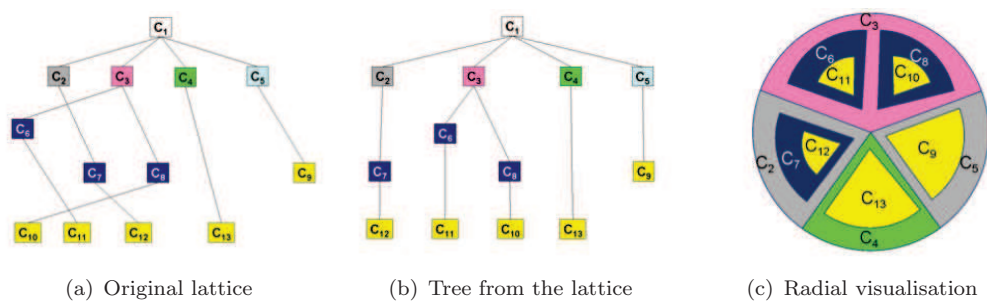 C1
C2 C3 C4 C5
C6
C7 C8 C9
C10 C11 C12 C13
(a) Original lattice
C1
C2 C3 C4 C5
C6
C7 C8 C9
C12 C11 C10 C13
(b) Tree from the lattice
C3
C6 C8
C11 C10
C12 C9
C7
C2 C5
C13
C4
(c) Radial visualisation